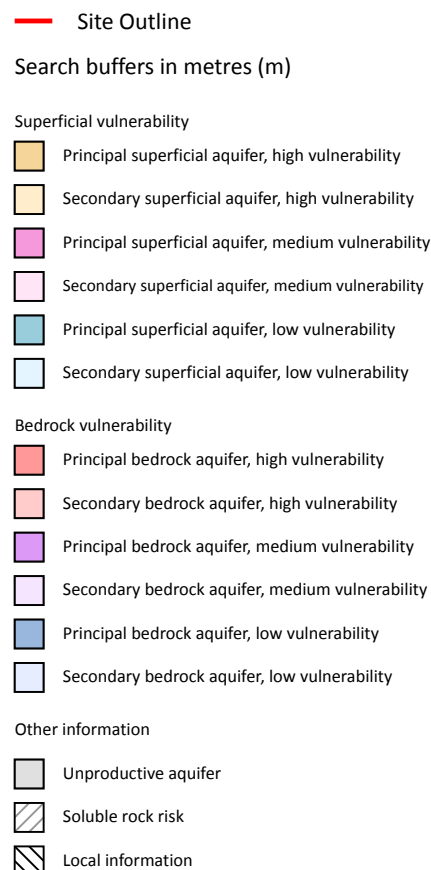 Site Outline
Search buffers in metres (m)
Superficial vulnerability
Principal superficial aquifer, high vulnerability
Secondary superficial aquifer, high vulnerability
Principal superficial aquifer, medium vulnerability
Secondary superficial aquifer, medium vulnerability
Principal superficial aquifer, low vulnerability
Secondary superficial aquifer, low vulnerability
Bedrock vulnerability
Principal bedrock aquifer, high vulnerability
Secondary bedrock aquifer, high vulnerability
Principal bedrock aquifer, medium vulnerability
Secondary bedrock aquifer, medium vulnerability
Principal bedrock aquifer, low vulnerability
Secondary bedrock aquifer, low vulnerability
Other information
Unproductive aquifer
Soluble rock risk
Local information